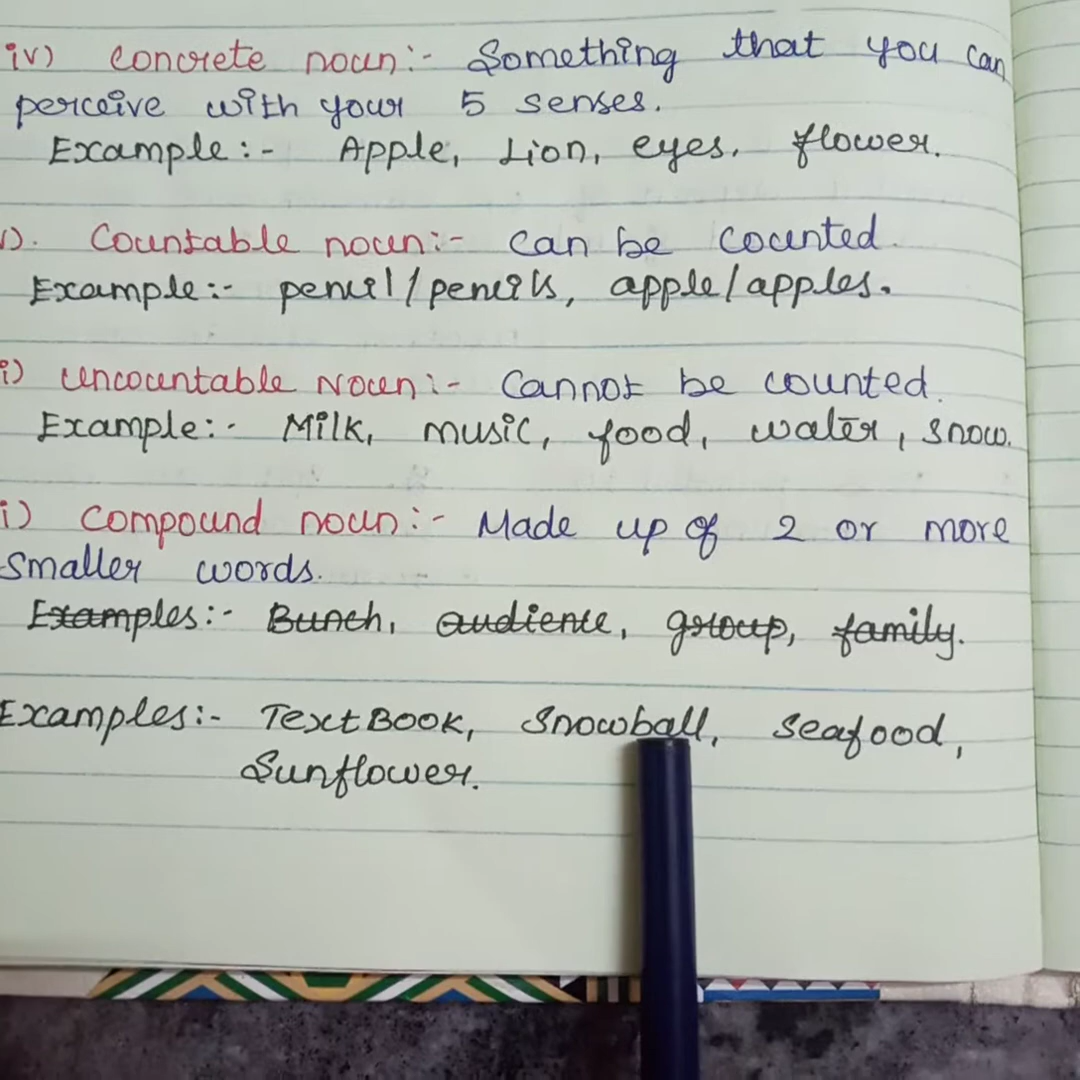 iv) Concrete noun:- Something that you can
perceive with your 5 senses.
Example:- Apple, Lion, eyes, flower.
). Countable noun:- can be counted.
Example:- pencil/pencils, apple/apples.
i) Uncountable Noun:- Cannot be counted.
Example:- Milk, music, food, water, snow.
i) Compound noun:- Made up of 2 or more
smaller words.
Examples:- Bunch, audience, group, family.
Examples:- TextBook, Snowball, Seafood,
Sunflower.